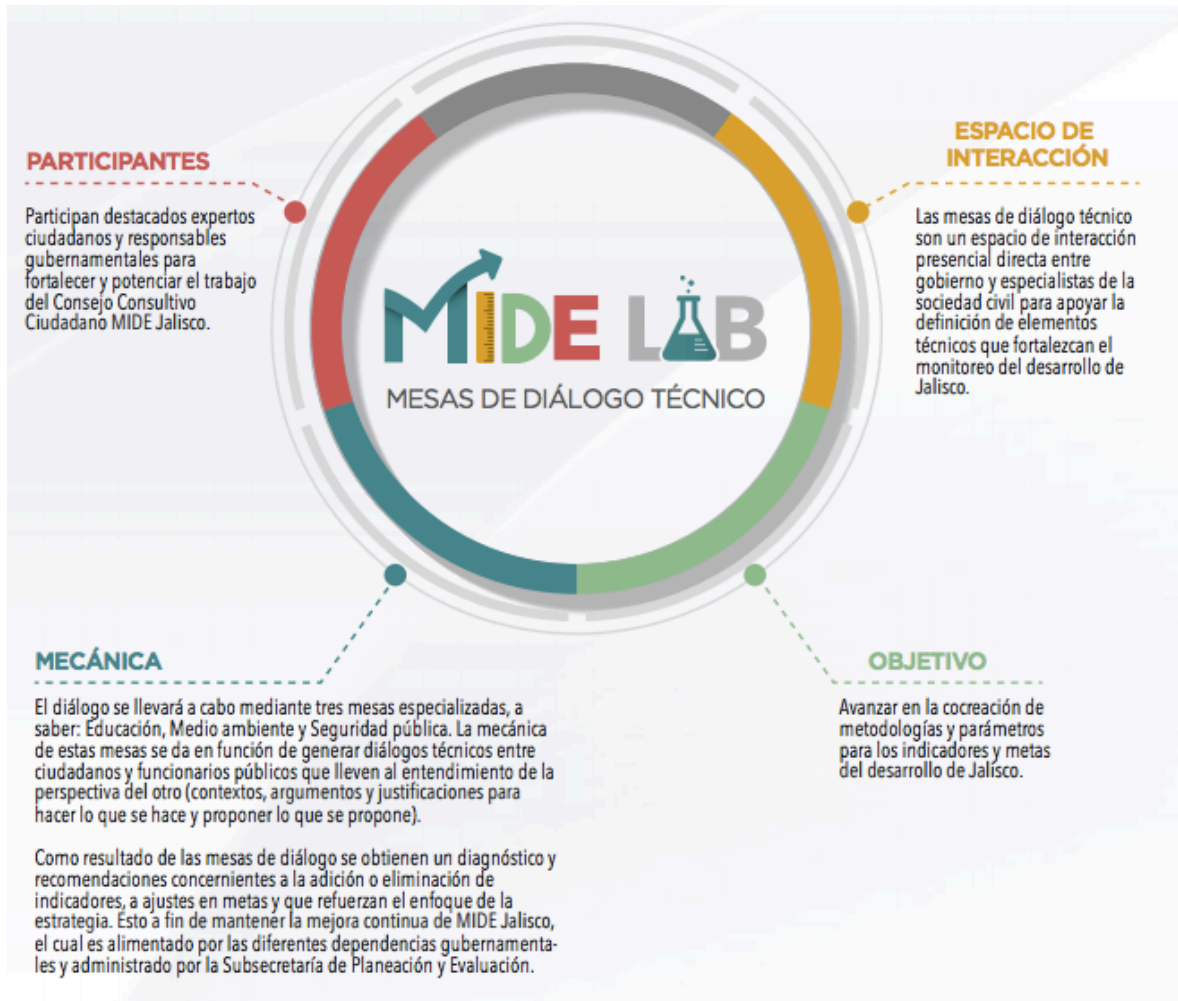 PARTICIPANTES
Participan destacados expertos
ciudadanos y responsables
gubernamentales para
fortalecer y potenciar el trabajo
del Consejo Consultivo
Ciudadano MIDE Jalisco.
ESPACIO DE
INTERACCIÓN
Las mesas de diálogo técnico
son un espacio de interacción
presencial directa entre
gobierno y especialistas de la
sociedad civil para apoyar la
definición de elementos
técnicos que fortalezcan el
monitoreo del desarrollo de
Jalisco.
MIDE LAB
MESAS DE DIÁLOGO TÉCNICO
MECÁNICA
El diálogo se llevará a cabo mediante tres mesas especializadas, a
saber: Educación, Medio ambiente y Seguridad pública. La mecánica
de estas mesas se da en función de generar diálogos técnicos entre
ciudadanos y funcionarios públicos que lleven al entendimiento de la
perspectiva del otro (contextos, argumentos y justificaciones para
hacer lo que se hace y proponer lo que se propone).
Como resultado de las mesas de diálogo se obtienen un diagnóstico y
recomendaciones concernientes a la adición o eliminación de
indicadores, a ajustes en metas y que refuerzan el enfoque de la
estrategia. Esto a fin de mantener la mejora continua de MIDE Jalisco,
el cual es alimentado por las diferentes dependencias gubernamenta-
les y administrado por la Subsecretaría de Planeación y Evaluación.
OBJETIVO
Avanzar en la cocreación de
metodologías y parámetros
para los indicadores y metas
del desarrollo de Jalisco.